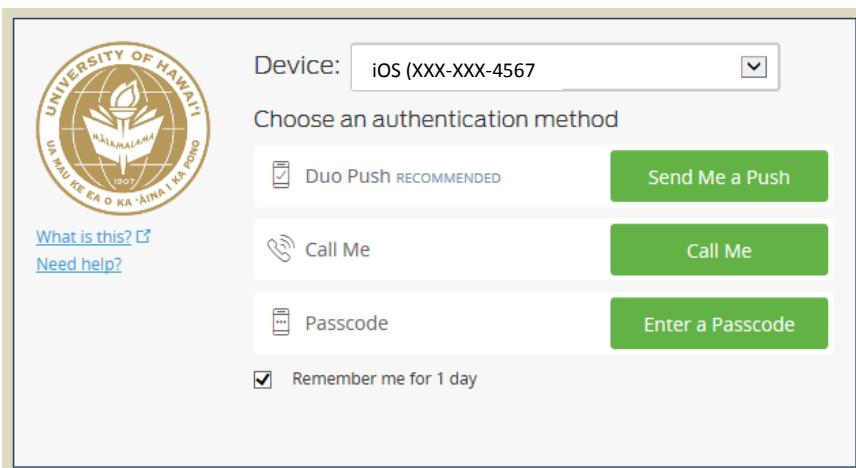 UNIVERSITY OF HAWAI‘I
MĀLAMALAMA
1907
UA MAU KE EA O KA ‘ĀINA I KA PONO
What is this?
Need help?
Device: iOS (XXX-XXX-4567
Choose an authentication method
Duo Push RECOMMENDED Send Me a Push
Call Me Call Me
Passcode Enter a Passcode
Remember me for 1 day